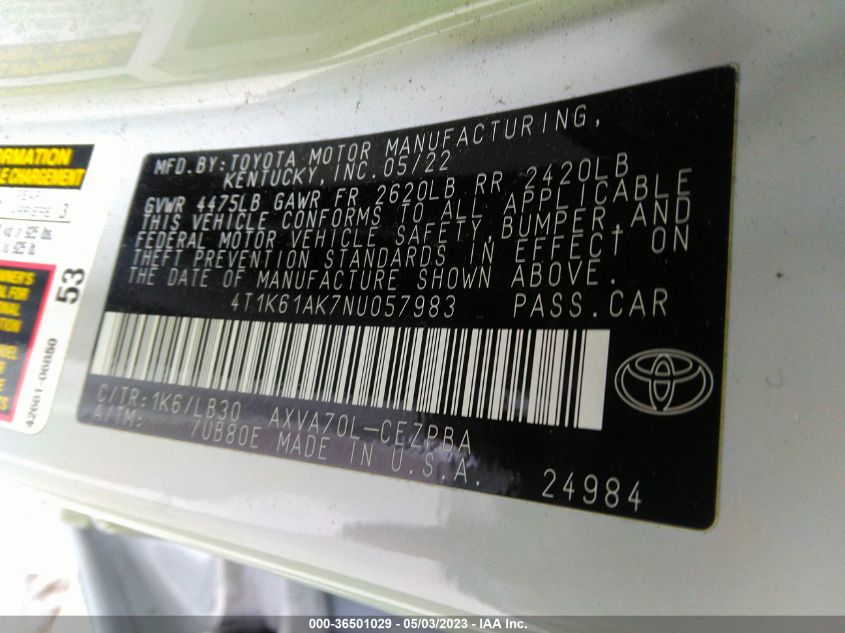 MFD.BY:TOYOTA MOTOR MANUFACTURING,
KENTUCKY, INC.05/22
GVWR 4475LB GAWR FR 2620LB RR 2420LB
THIS VEHICLE CONFORMS TO ALL APPLICABLE
FEDERAL MOTOR VEHICLE SAFETY, BUMPER, AND
THEFT PREVENTION STANDARDS IN EFFECT ON
THE DATE OF MANUFACTURE SHOWN ABOVE.
4T1K61AK7NU057983 PASS.CAR
C/TR:1K6/LB30 AXVA70L-CEZPBA
A/TM: /UB80E MADE IN U.S.A.
24984
53
42661-06880
000-36501029 - 05/03/2023 - IAA Inc.